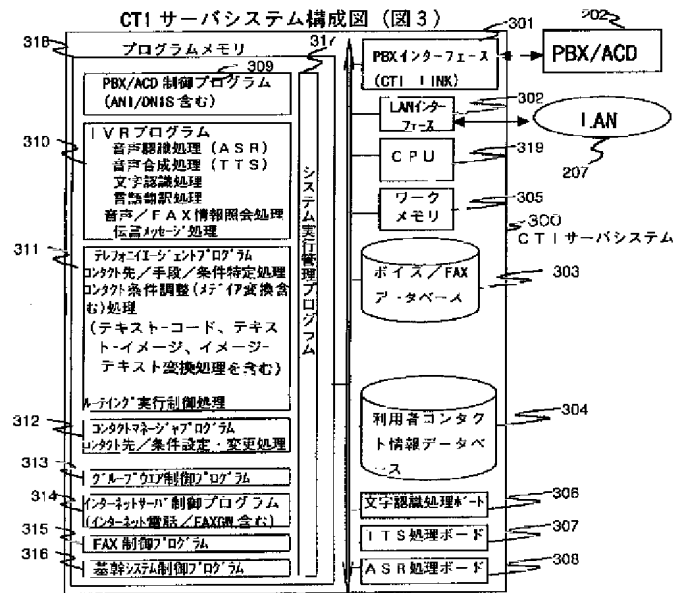 CTIサーバシステム構成図（図3）
318
プログラムメモリ
317
309
PBX/ACD制御プログラム
(ANI/DNIS含む)
310
IVRプログラム
音声認識処理（ASR）
音声合成処理（TTS）
文字認識処理
言語翻訳処理
音声／FAX情報照会処理
伝言メッセージ処理
311
テレフォニイエージェントプログラム
コンタクト先／手段／条件特定処理
コンタクト条件調整（メディア変換含
む）処理
（テキスト-コード、テキス
ト-イメージ、イメージ-
テキスト変換処理を含む）
ルーティング実行制御処理
312
コンタクトマネージャプログラム
コンタクト先／条件設定・変更処理
313
グループウエア制御プログラム
314
インターネットサーバ制御プログラム
(インターネット電話／FAXGW含む)
315
FAX制御プログラム
316
基幹システム制御プログラム
システム実行管理プログラム
301
PBXインターフェース
(CTI LINK)
202
PBX/ACD
302
LANインター
フェース
LAN
207
319
CPU
305
ワーク
メモリ
300
CTIサーバシステム
303
ボイズ／FAX
データベース
304
利用者コンタク
ト情報データベ
ース
306
文字認識処理ボート
307
ITS処理ボード
308
ASR処理ボード